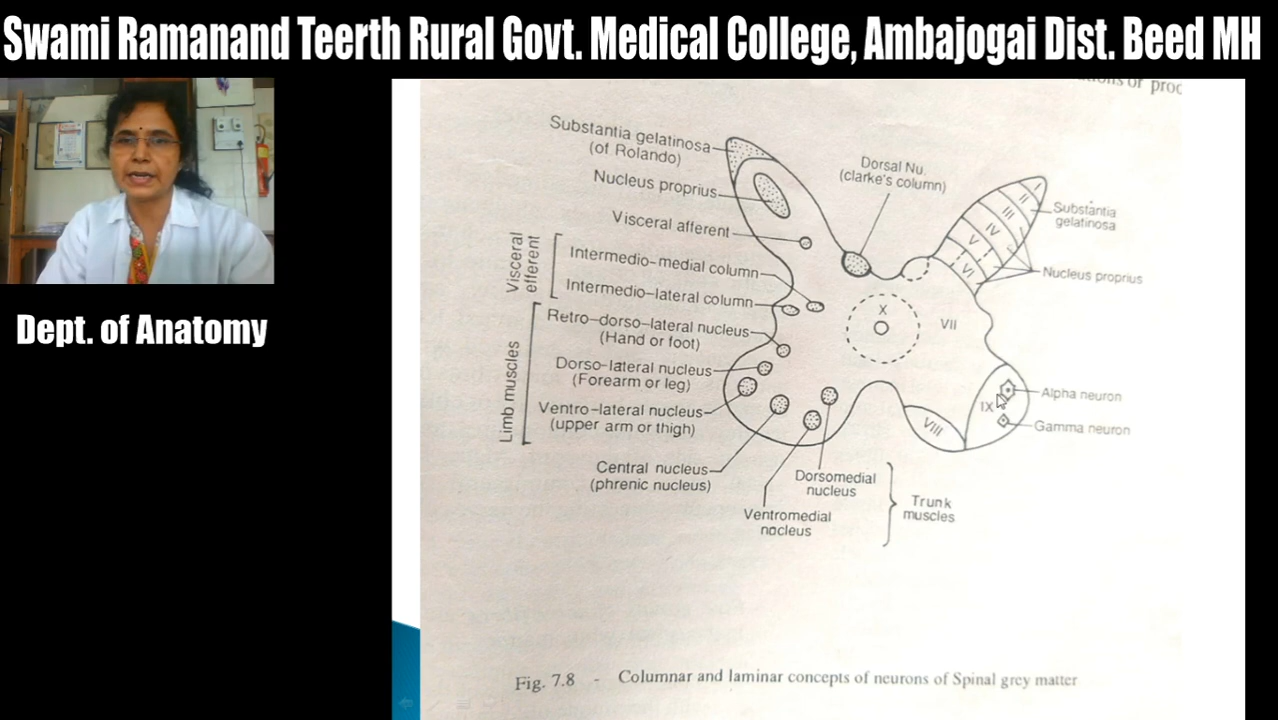 Swami Ramanand Teerth Rural Govt. Medical College, Ambajogai Dist. Beed MH
Dept. of Anatomy
Substantia gelatinosa
(of Rolando)
Nucleus proprius
Visceral afferent
Visceral
efferent
Intermedio-medial column
Intermedio-lateral column
Limb muscles
Retro-dorso-lateral nucleus
(Hand or foot)
Dorso-lateral nucleus
(Forearm or leg)
Ventro-lateral nucleus
(upper arm or thigh)
Central nucleus
(phrenic nucleus)
Ventromedial
nucleus
Dorsomedial
nucleus
Trunk
muscles
Dorsal Nu.
(clarke's column)
I
II
III
IV
V
VI
Substantia
gelatinosa
Nucleus proprius
X
VII
VIII
IX
Alpha neuron
Gamma neuron
Fig. 7.8 - Columnar and laminar concepts of neurons of Spinal grey matter